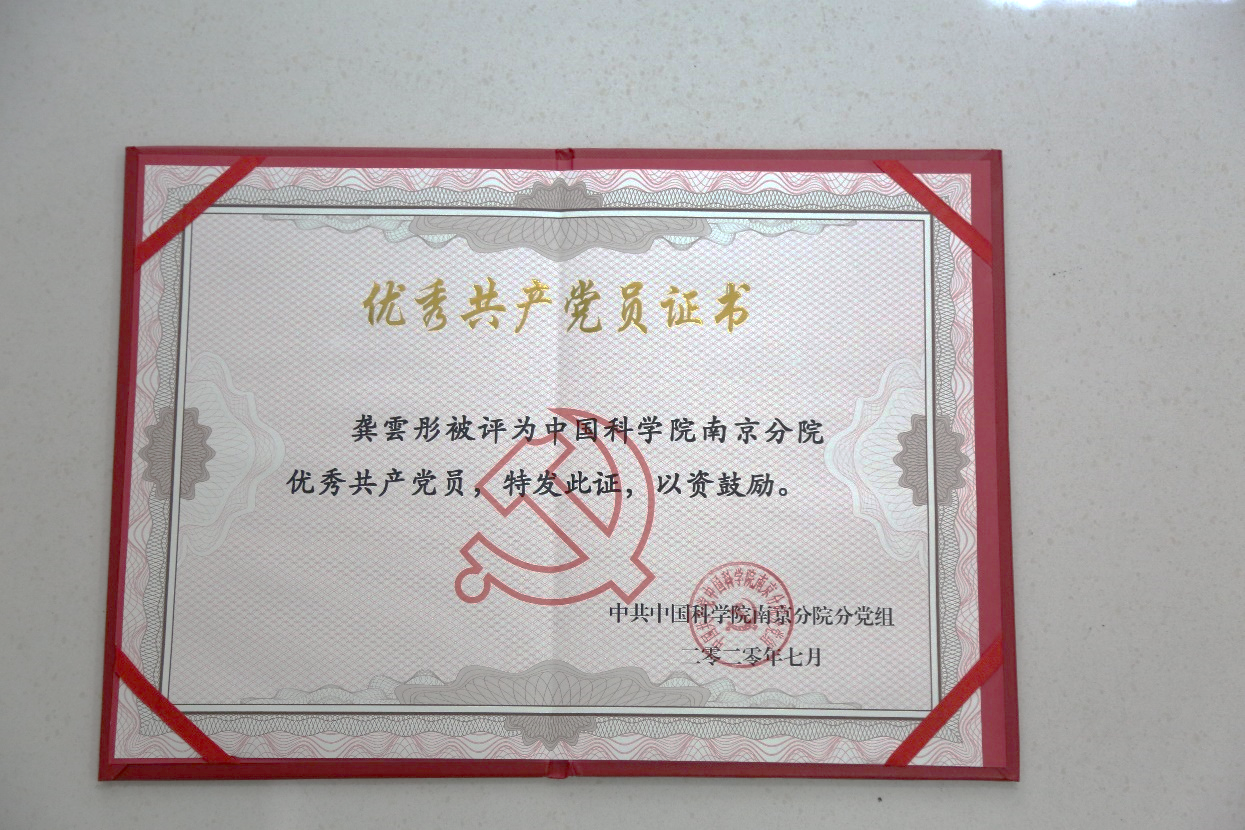 优秀共产党员证书
龚雲彤被评为中国科学院南京分院
优秀共产党员，特发此证，以资鼓励。
中共中国科学院南京分院分党组
二零二零年七月